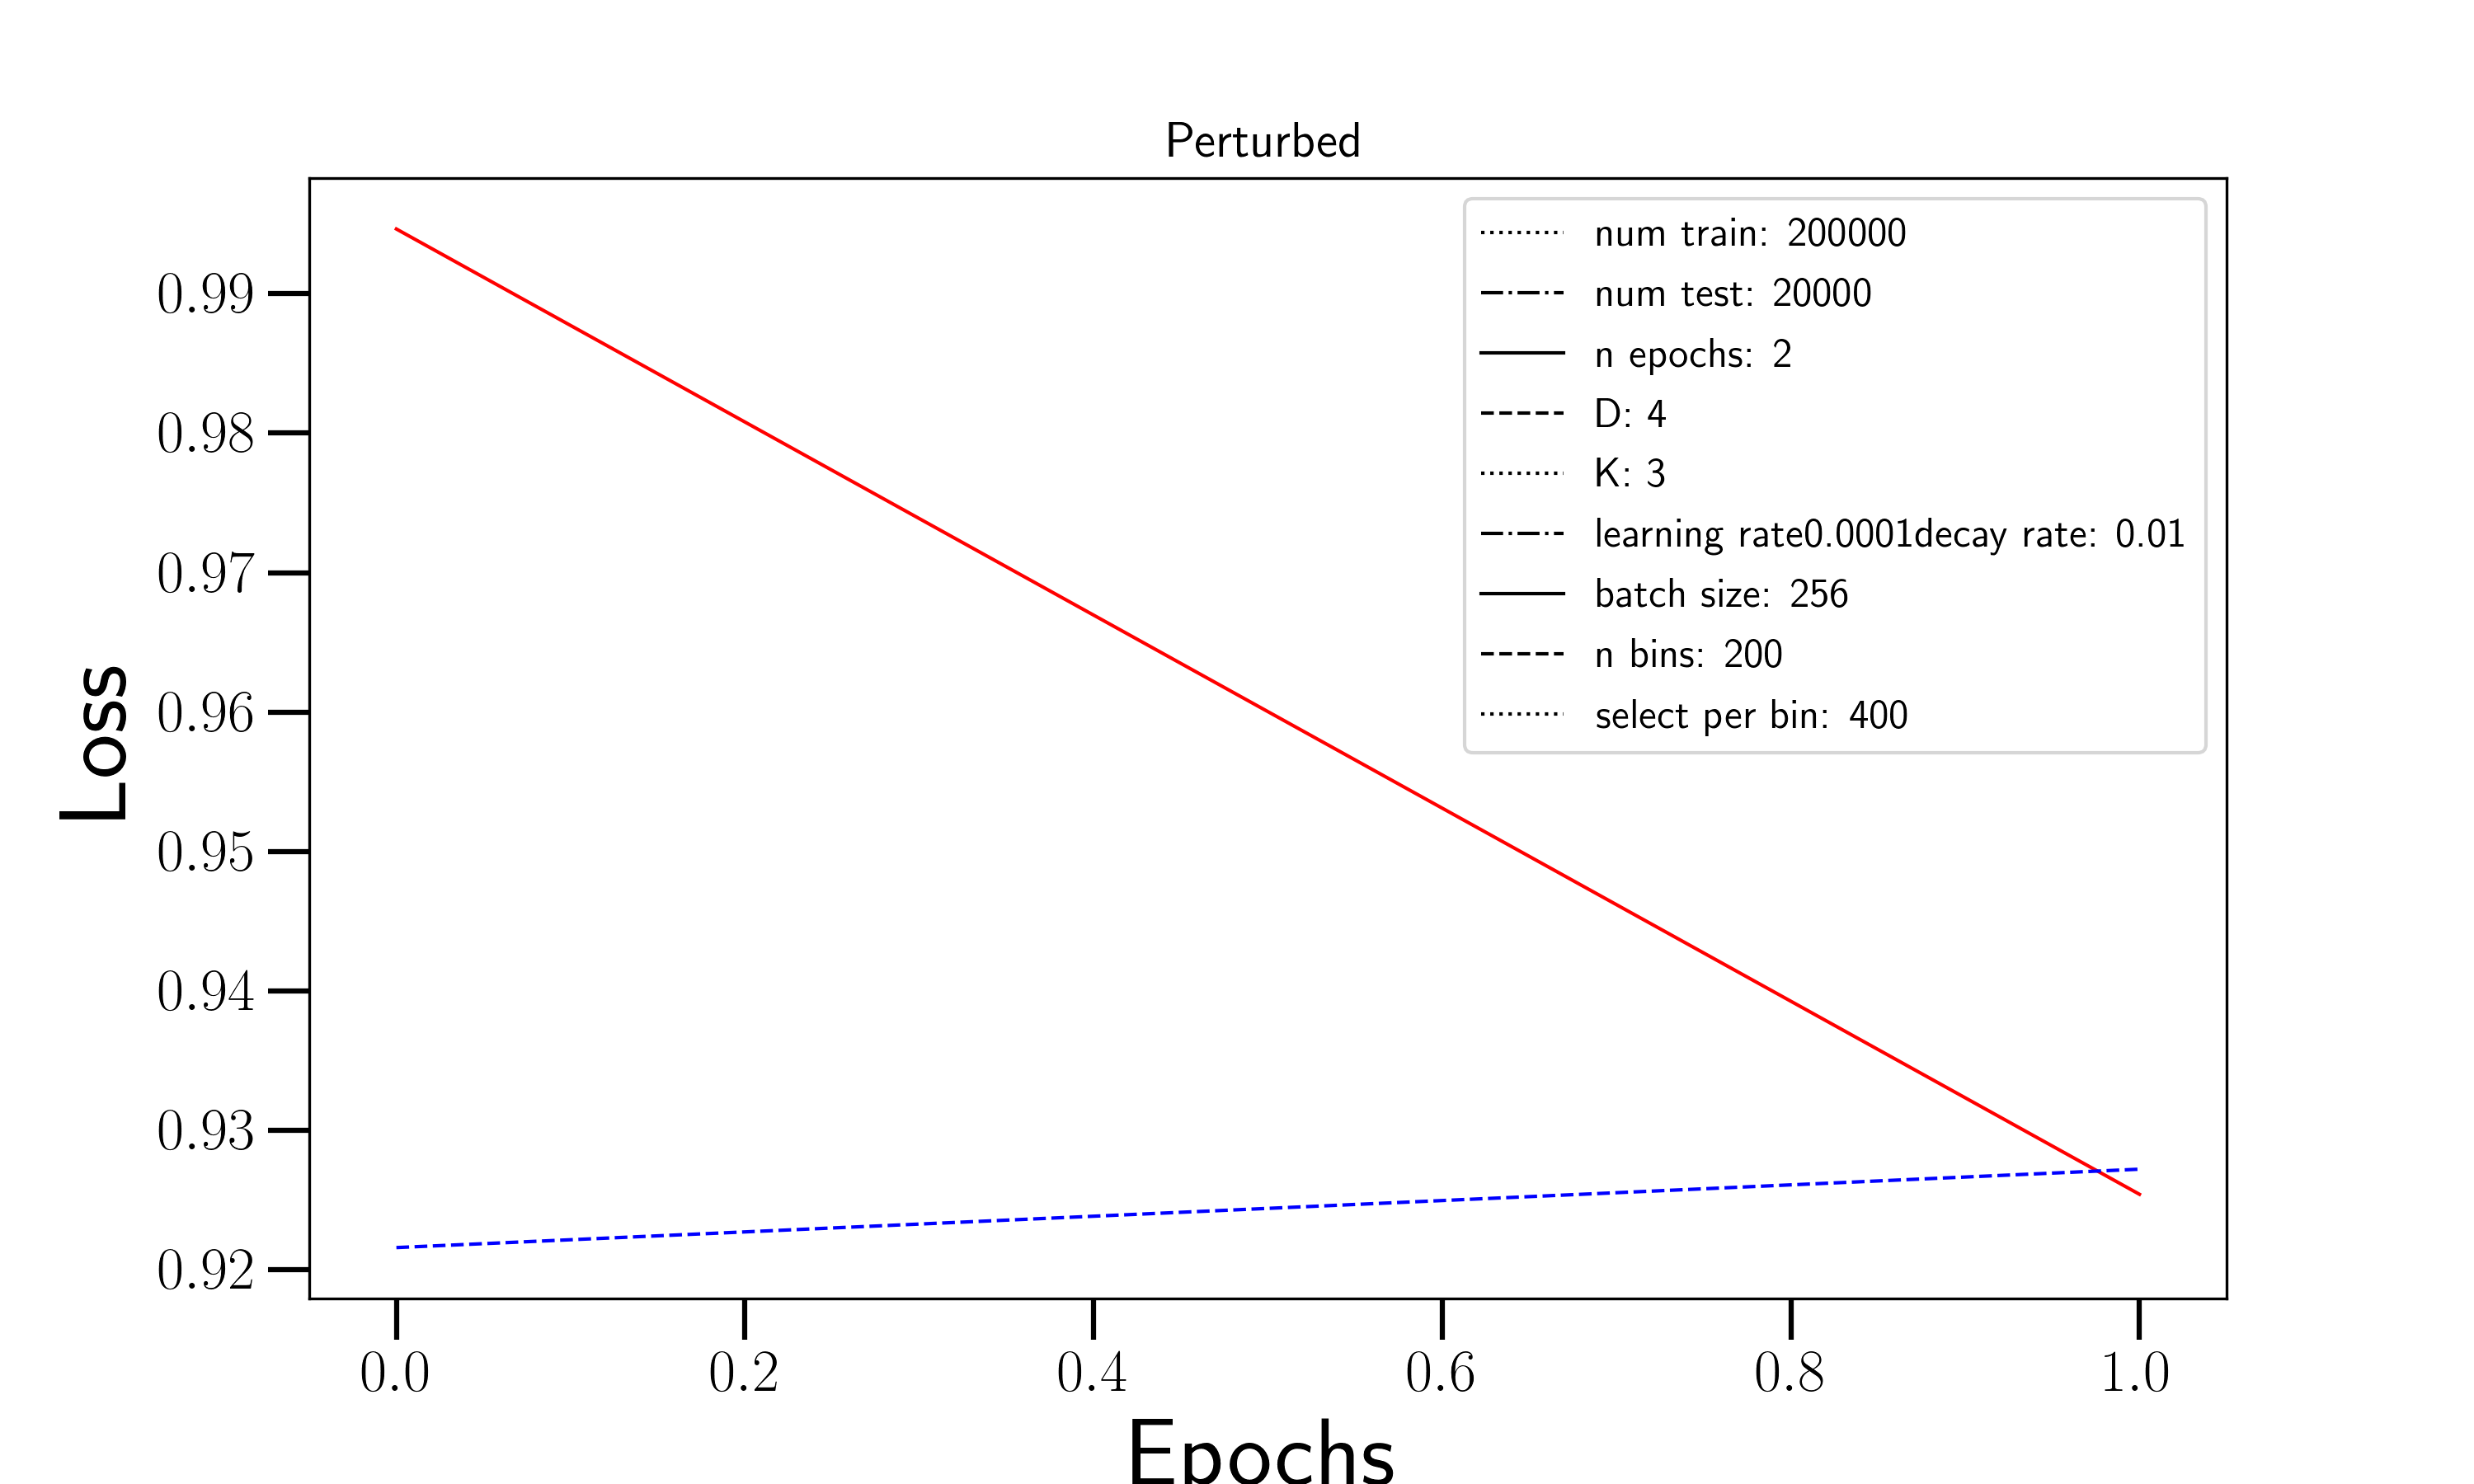 Perturbed
num train: 200000
num test: 20000
n epochs: 2
D: 4
K: 3
learning rate0.0001decay rate: 0.01
batch size: 256
n bins: 200
select per bin: 400
Loss
0.99
0.98
0.97
0.96
0.95
0.94
0.93
0.92
0.0 0.2 0.4 0.6 0.8 1.0
Epochs